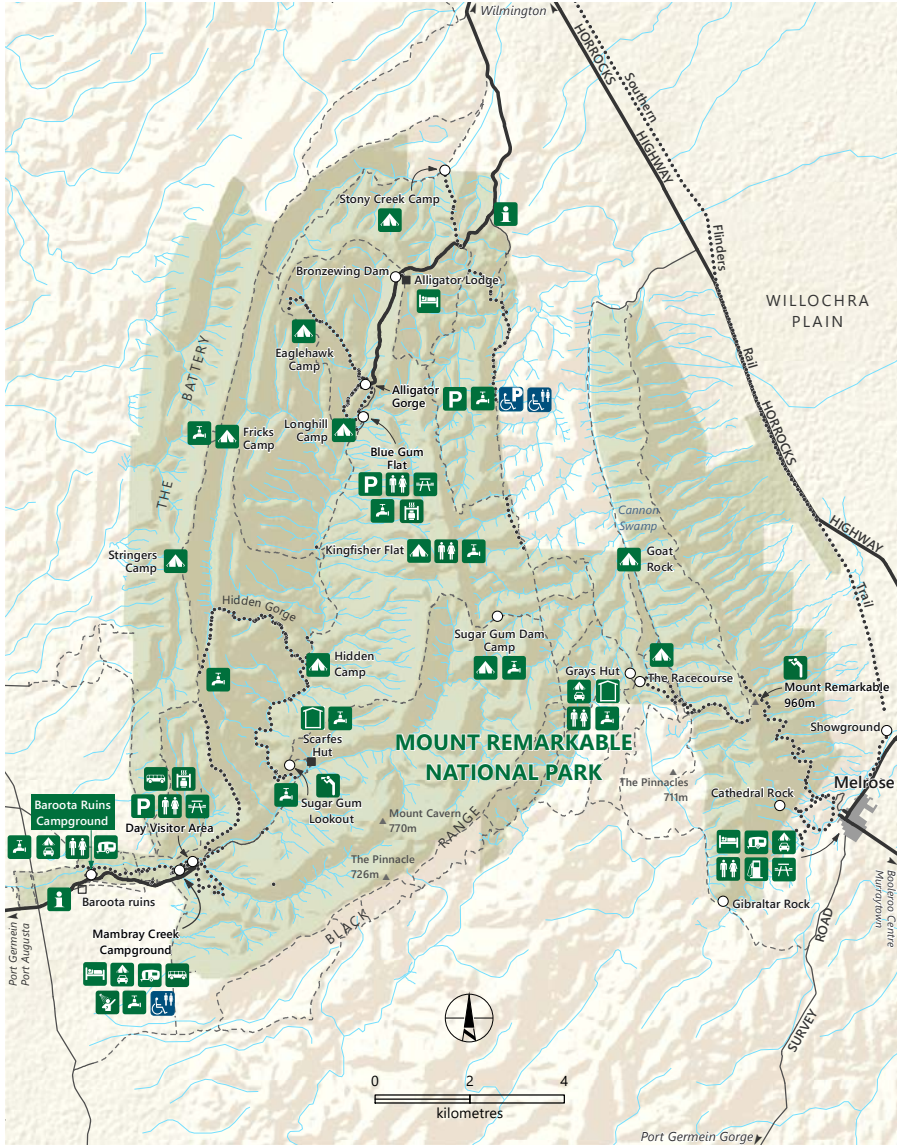 Wilmington
HORROCKS
HIGHWAY
Southern
Flinders
Rail
Trail
Stony Creek Camp
i
Bronzewing Dam
Alligator Lodge
WILLOCHRA
PLAIN
Eaglehawk
Camp
THE BATTERY
Alligator
Gorge
P
P
Fricks
Camp
Longhill
Camp
Blue Gum
Flat
P
HORROCKS
HIGHWAY
Cannon
Swamp
Kingfisher Flat
Goat
Rock
Stringers
Camp
Hidden Gorge
Sugar Gum Dam
Camp
Hidden
Camp
Grays Hut
The Racecourse
Mount Remarkable
960m
Scarfes
Hut
Showground
MOUNT REMARKABLE
NATIONAL PARK
The Pinnacles
711m
Melrose
Baroota Ruins
Campground
P
Day Visitor Area
Sugar Gum
Lookout
Cathedral Rock
Mount Cavern
770m
The Pinnacle
726m
BLACK RANGE
i
Baroota ruins
Gibraltar Rock
Booleroo Centre
Murraytown
Port Germein
Port Augusta
Mambray Creek
Campground
SURVEY ROAD
N
0 2 4
kilometres
Port Germein Gorge